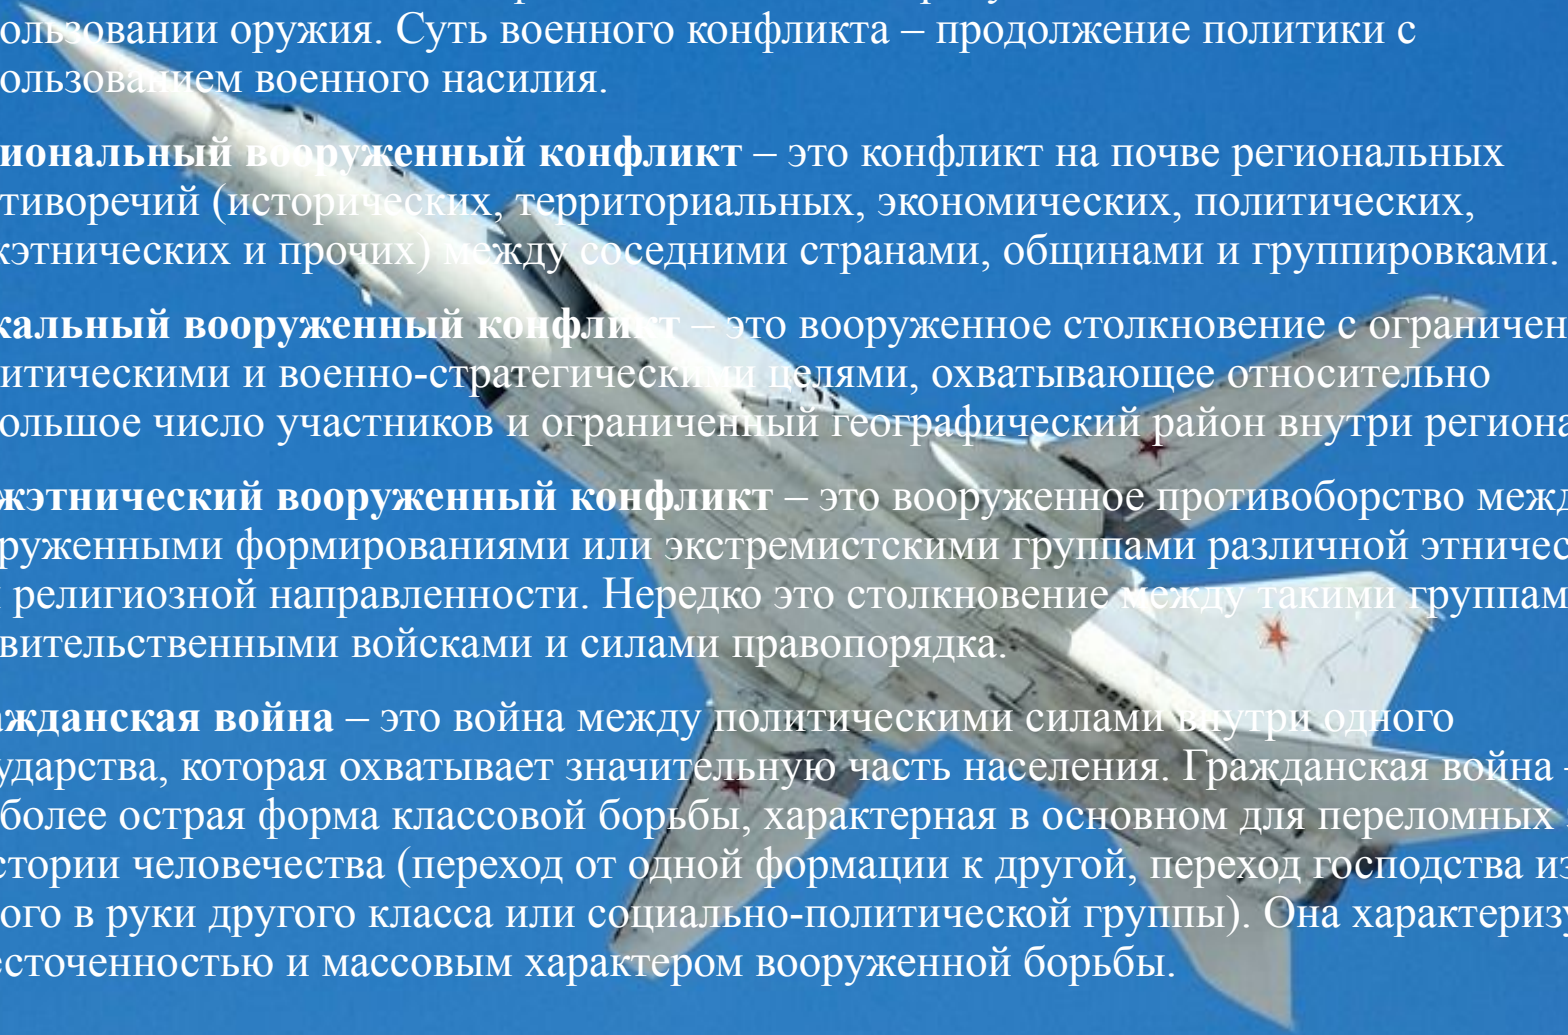 ользовании оружия. Суть военного конфликта – продолжение политики с
ользованием военного насилия.
иональный вооруженный конфликт – это конфликт на почве региональных
тиворечий (исторических, территориальных, экономических, политических,
жэтнических и прочих) между соседними странами, общинами и группировками.
кальный вооруженный конфликт – это вооруженное столкновение с ограничен
итическими и военно-стратегическими целями, охватывающее относительно
ольшое число участников и ограниченный географический район внутри региона
жэтнический вооруженный конфликт – это вооруженное противоборство межд
руженными формированиями или экстремистскими группами различной этничес
религиозной направленности. Нередко это столкновение между такими группам
вительственными войсками и силами правопорядка.
жданская война – это война между политическими силами внутри одного
ударства, которая охватывает значительную часть населения. Гражданская война –
более острая форма классовой борьбы, характерная в основном для переломных
стории человечества (переход от одной формации к другой, переход господства из
ого в руки другого класса или социально-политической группы). Она характеризу
есточенностью и массовым характером вооруженной борьбы.